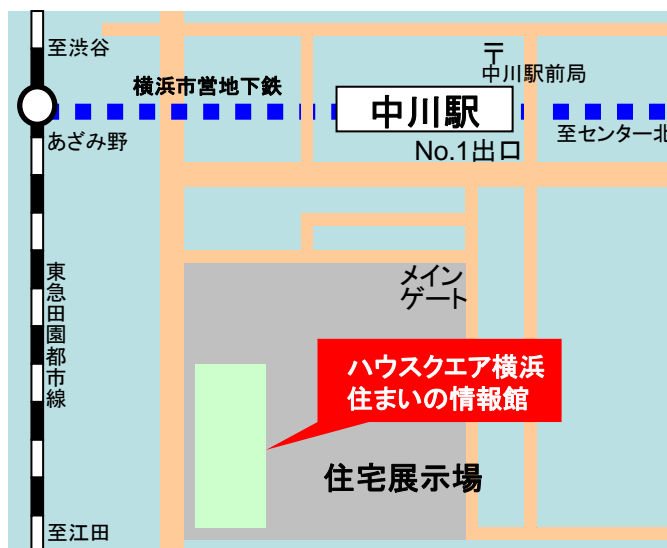 至渋谷
〒
中川駅前局
横浜市営地下鉄
中川駅
あざみ野
No.1出口
至センター北
メイン
ゲート
東急田園都市線
ハウスクエア横浜
住まいの情報館
住宅展示場
至江田